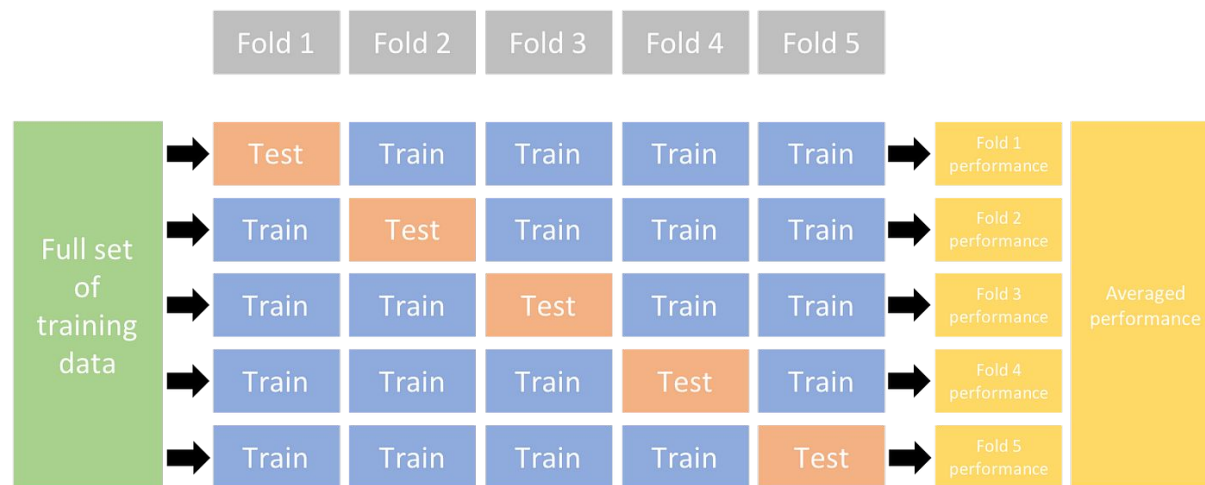 Fold 1 Fold 2 Fold 3 Fold 4 Fold 5
Full set
of
training
data
Test Train Train Train Train
Fold 1
performance
Train Test Train Train Train
Fold 2
performance
Train Train Test Train Train
Fold 3
performance
Train Train Train Test Train
Fold 4
performance
Train Train Train Train Test
Fold 5
performance
Averaged
performance